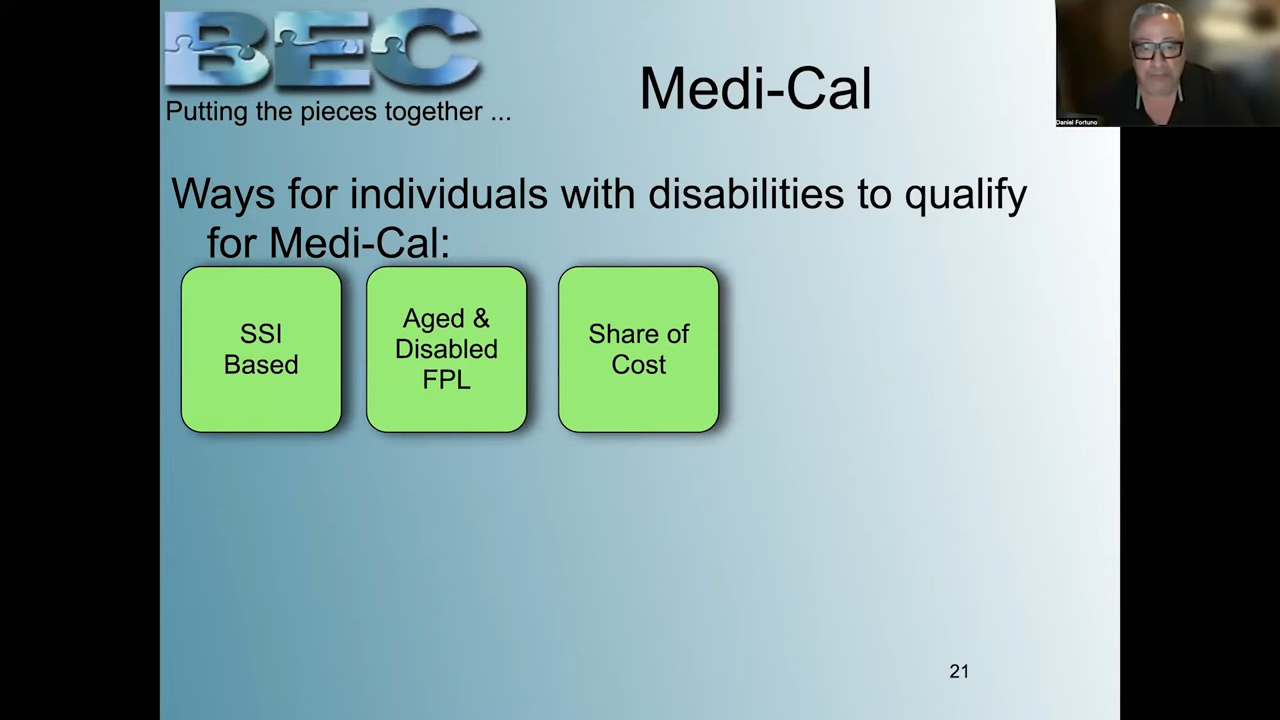 BEC
Putting the pieces together ...
Medi-Cal
Daniel Fortuno
Ways for individuals with disabilities to qualify
for Medi-Cal:
SSI
Based
Aged &
Disabled
FPL
Share of
Cost
21